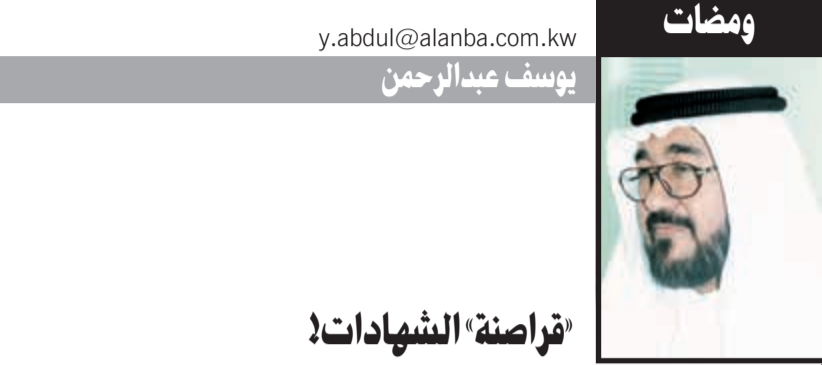 ومضات
y.abdul@alanba.com.kw
يوسف عبدالرحمن
«قراصنة» الشهادات!